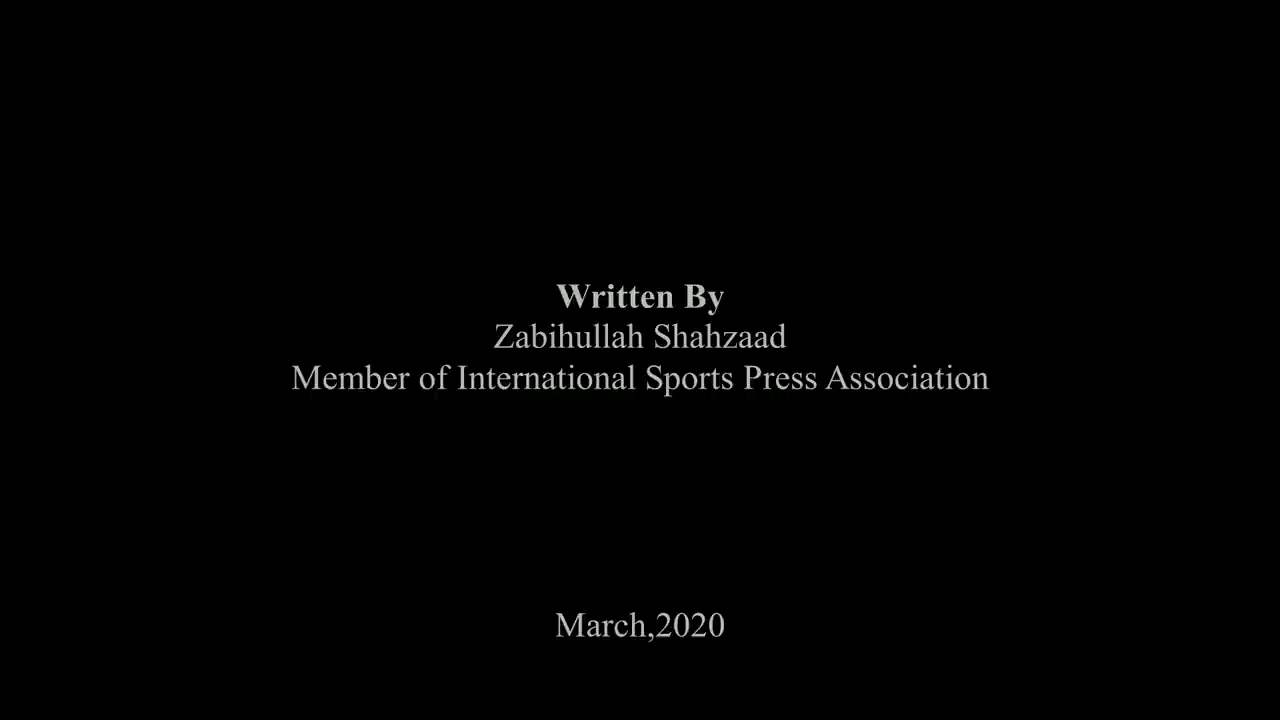 Written By
Zabihullah Shahzaad
Member of International Sports Press Association
March,2020